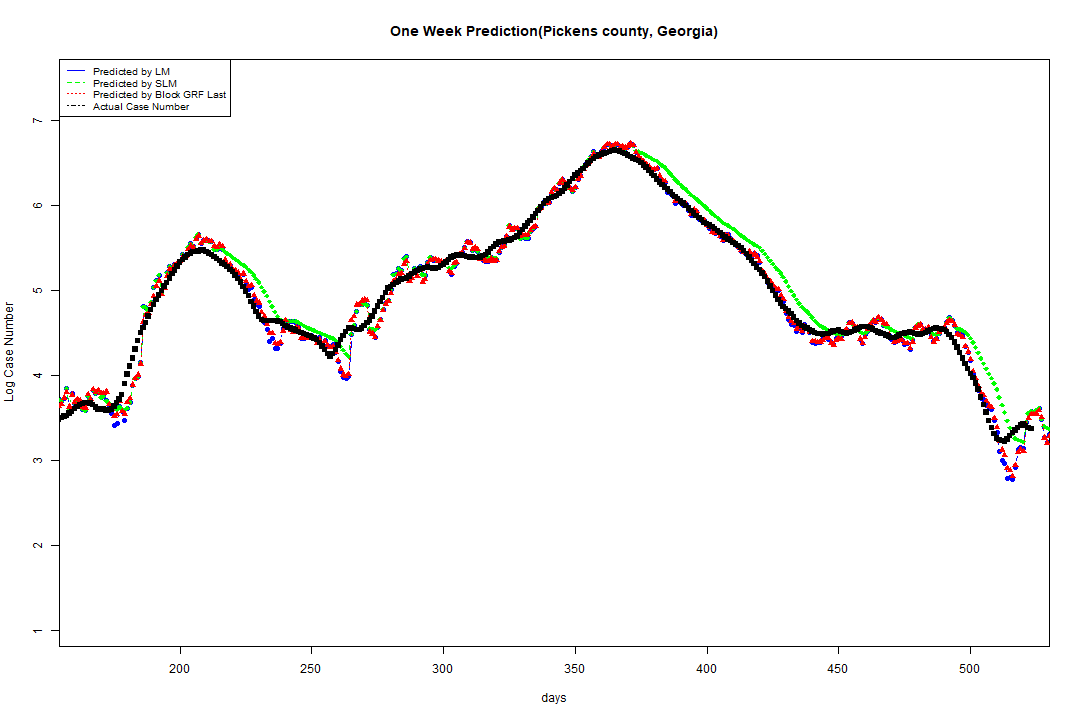 One Week Prediction(Pickens county, Georgia)
Predicted by LM
Predicted by SLM
Predicted by Block GRF Last
Actual Case Number
Log Case Number
7
6
5
4
3
2
1
200 250 300 350 400 450 500
days